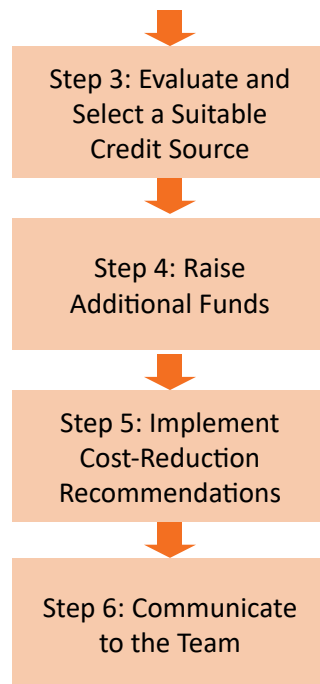 Step 3: Evaluate and
Select a Suitable
Credit Source
Step 4: Raise
Additional Funds
Step 5: Implement
Cost-Reduction
Recommendations
Step 6: Communicate
to the Team